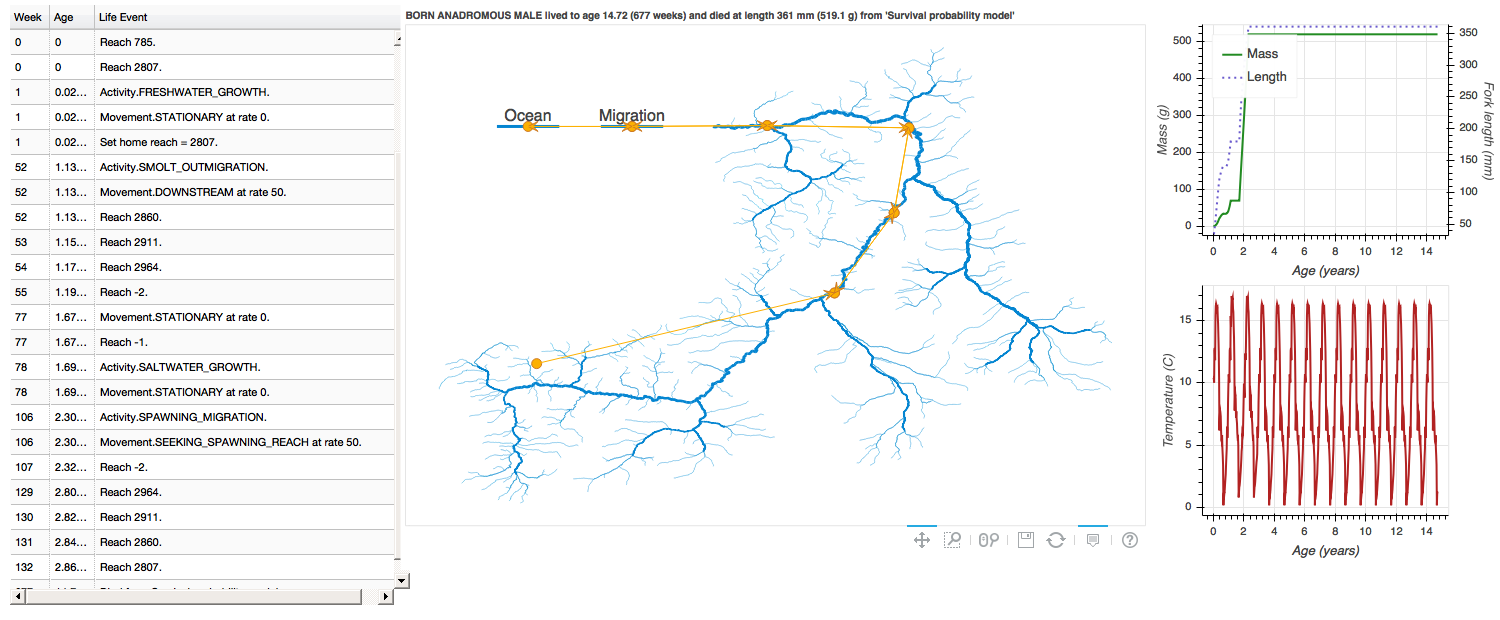 Week Age Life Event
0 0 Reach 785.
0 0 Reach 2807.
1 0.02... Activity.FRESHWATER_GROWTH.
1 0.02... Movement.STATIONARY at rate 0.
1 0.02... Set home reach = 2807.
52 1.13... Activity.SMOLT_OUTMIGRATION.
52 1.13... Movement.DOWNSTREAM at rate 50.
52 1.13... Reach 2860.
53 1.15... Reach 2911.
54 1.17... Reach 2964.
55 1.19... Reach -2.
77 1.67... Movement.STATIONARY at rate 0.
77 1.67... Reach -1.
78 1.69... Activity.SALTWATER_GROWTH.
78 1.69... Movement.STATIONARY at rate 0.
106 2.30... Activity.SPAWNING_MIGRATION.
106 2.30... Movement.SEEKING_SPAWNING_REACH at rate 50.
107 2.32... Reach -2.
129 2.80... Reach 2964.
130 2.82... Reach 2911.
131 2.84... Reach 2860.
132 2.86... Reach 2807.
BORN ANADROMOUS MALE lived to age 14.72 (677 weeks) and died at length 361 mm (519.1 g) from 'Survival probability model'
Ocean Migration
Mass (g)
500
400
300
200
100
0
Mass
Length
350
300
250
200
150
100
50
Fork length (mm)
0 2 4 6 8 10 12 14
Age (years)
Temperature (C)
15
10
5
0
0 2 4 6 8 10 12 14
Age (years)